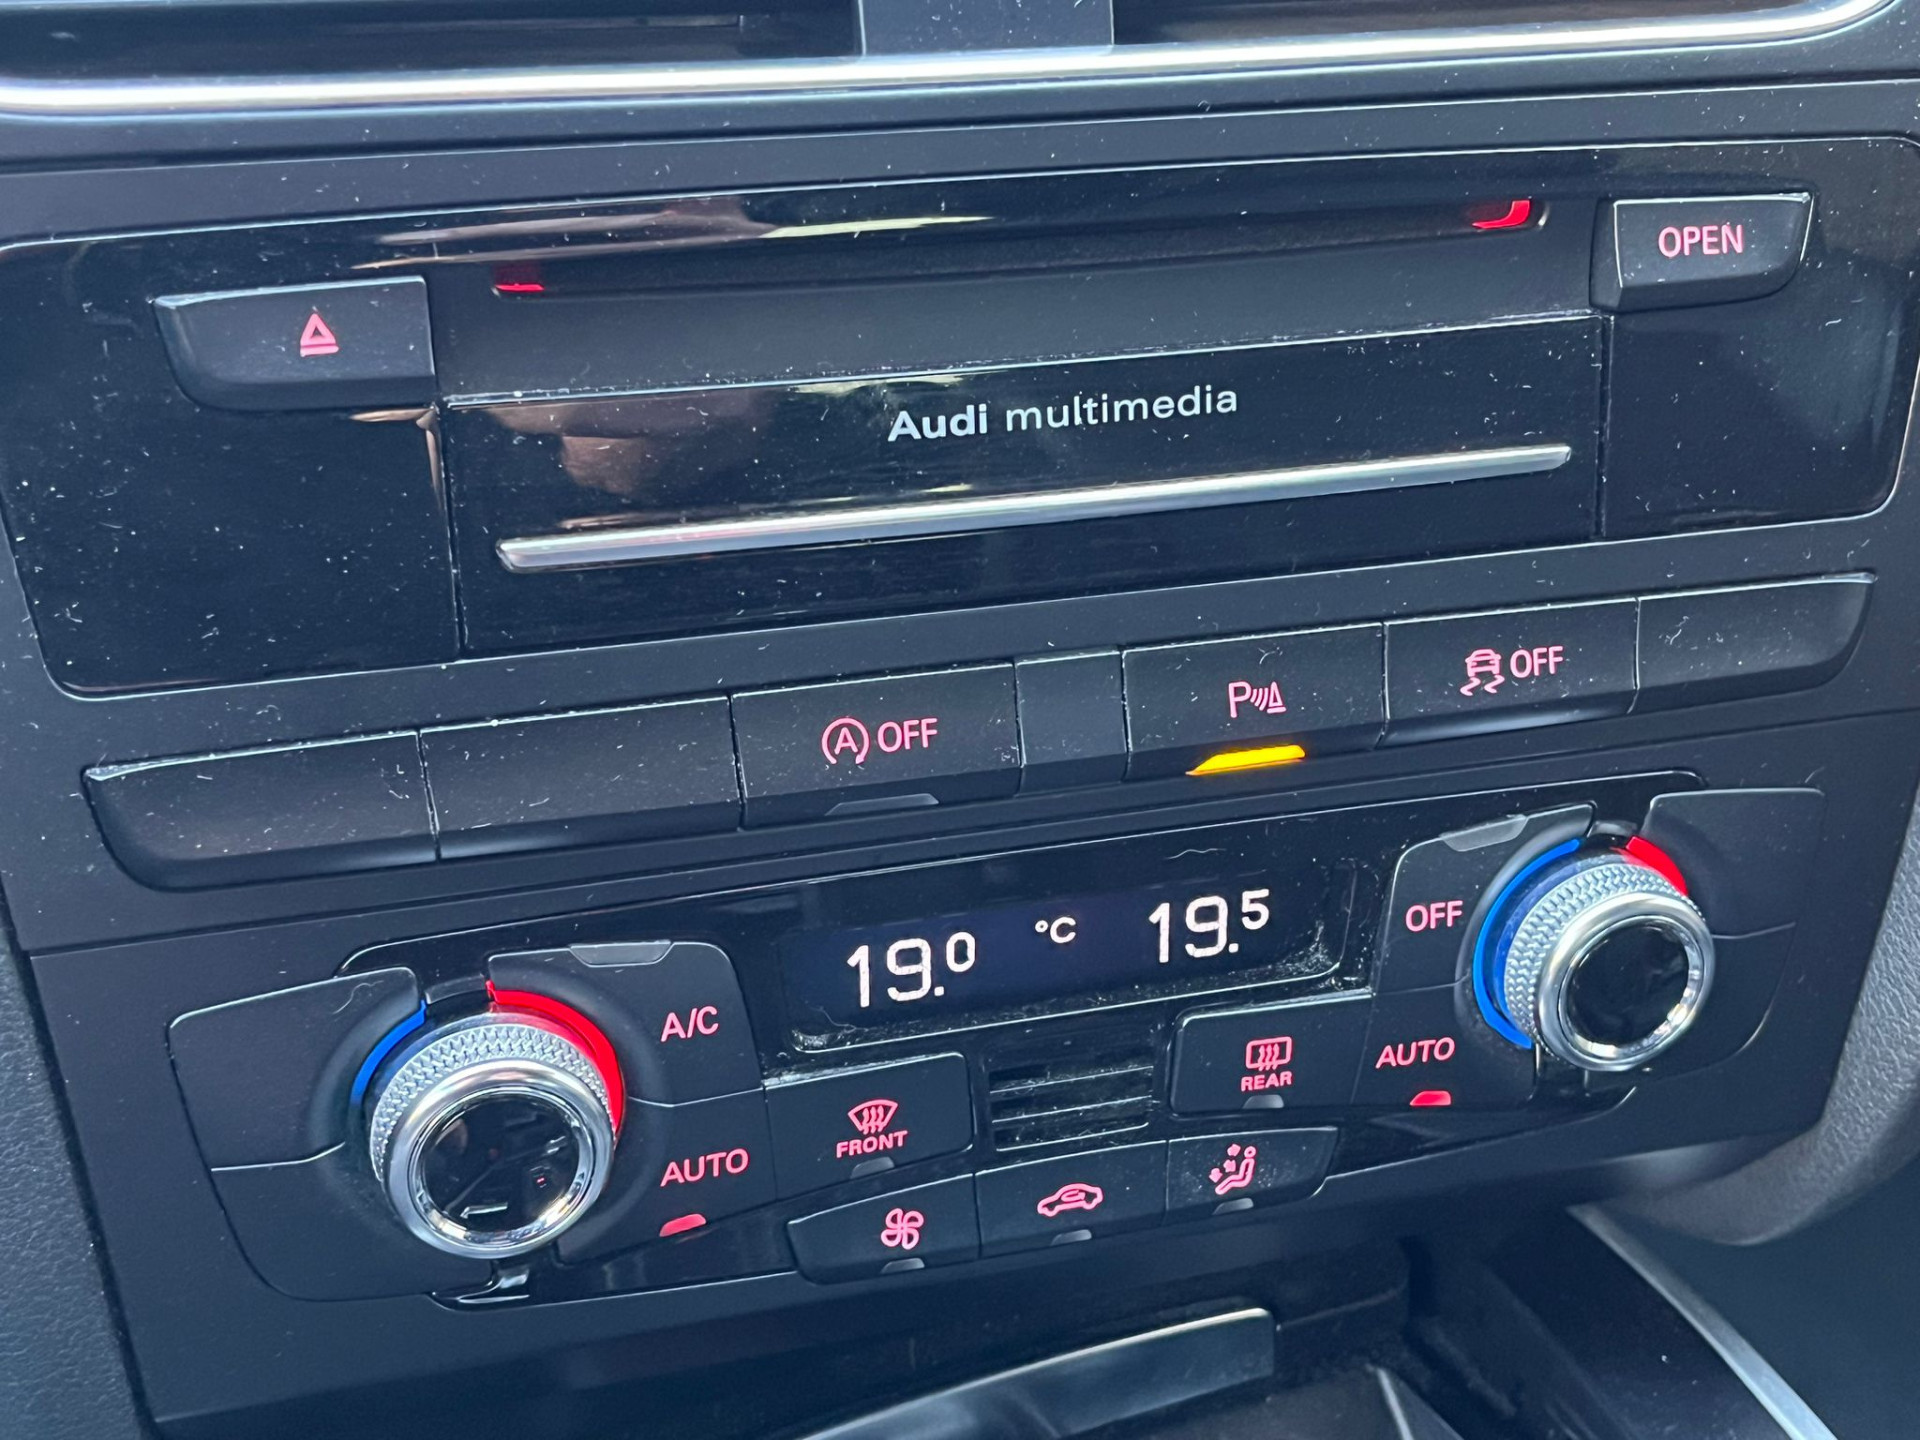 OPEN
Audi multimedia
A OFF
P
OFF
19.0 °C 19.5
OFF
A/C
AUTO
REAR
FRONT
AUTO